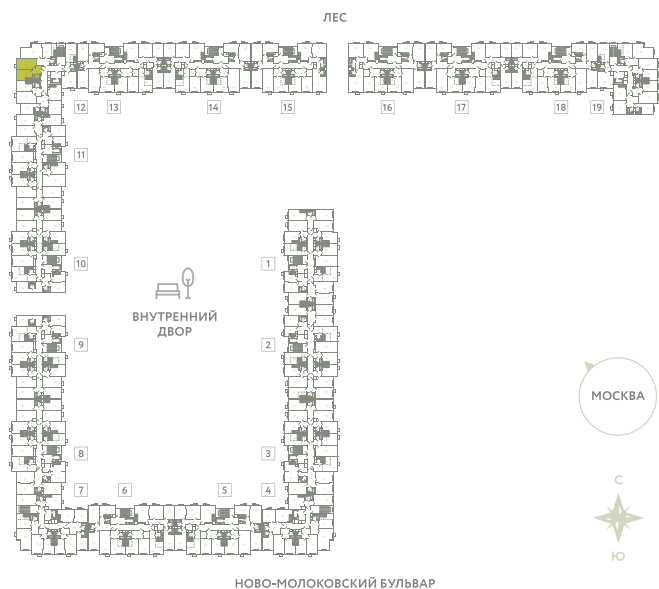 ЛЕС
12 13 14 15 16 17 18 19
11
10 1
ВНУТРЕННИЙ
ДВОР
9 2
МОСКВА
8 3
7 6 5 4
С
Ю
НОВО-МОЛОКОВСКИЙ БУЛЬВАР